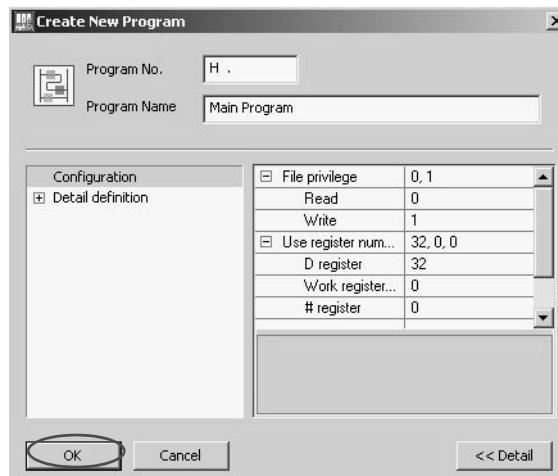 Create New Program
Program No. H .
Program Name Main Program
Configuration
Detail definition
File privilege 0, 1
Read 0
Write 1
Use register num... 32, 0, 0
D register 32
Work register... 0
# register 0
OK Cancel << Detail